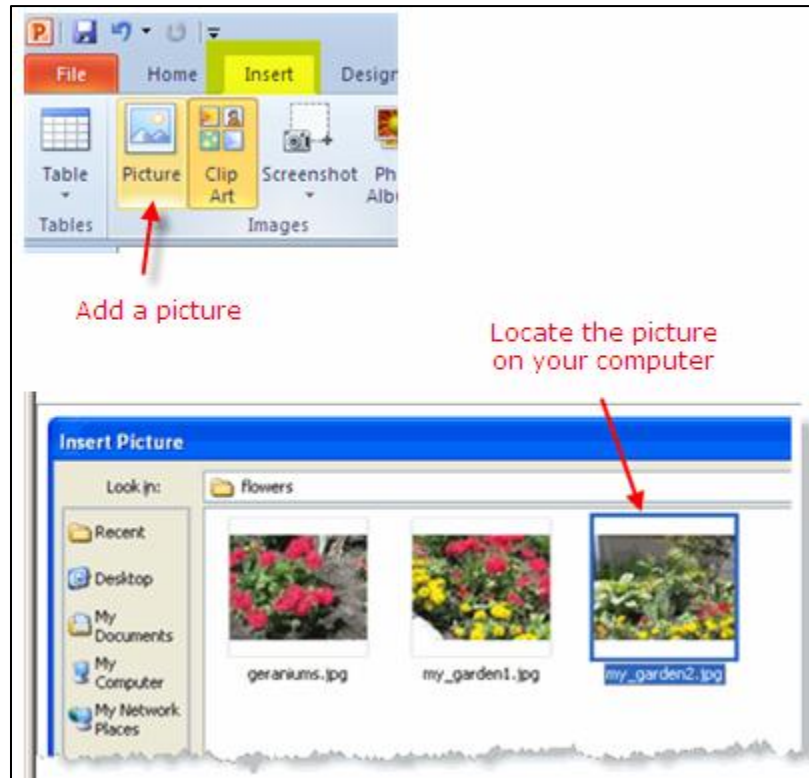 P
File Home Insert Design
Table Picture Clip Art Screenshot
Tables Images
Add a picture
Locate the picture
on your computer
Insert Picture
Look in: flowers
Recent
Desktop
My Documents
My Computer
My Network Places
geraniums.jpg my_garden1.jpg my_garden2.jpg